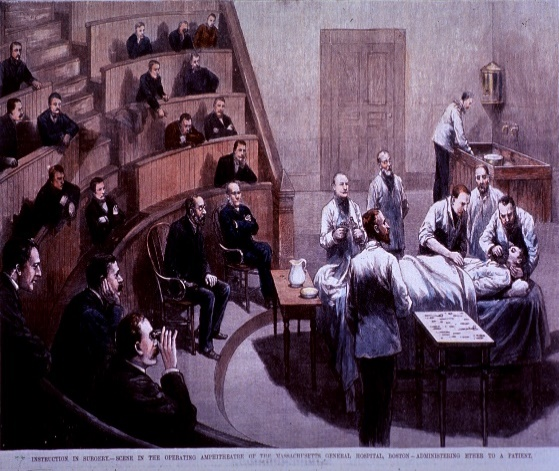 INSTRUCTION IN SURGERY.—SCENE IN THE OPERATING AMPHITHEATRE OF THE MASSACHUSETTS GENERAL HOSPITAL, BOSTON—ADMINISTERING ETHER TO A PATIENT.